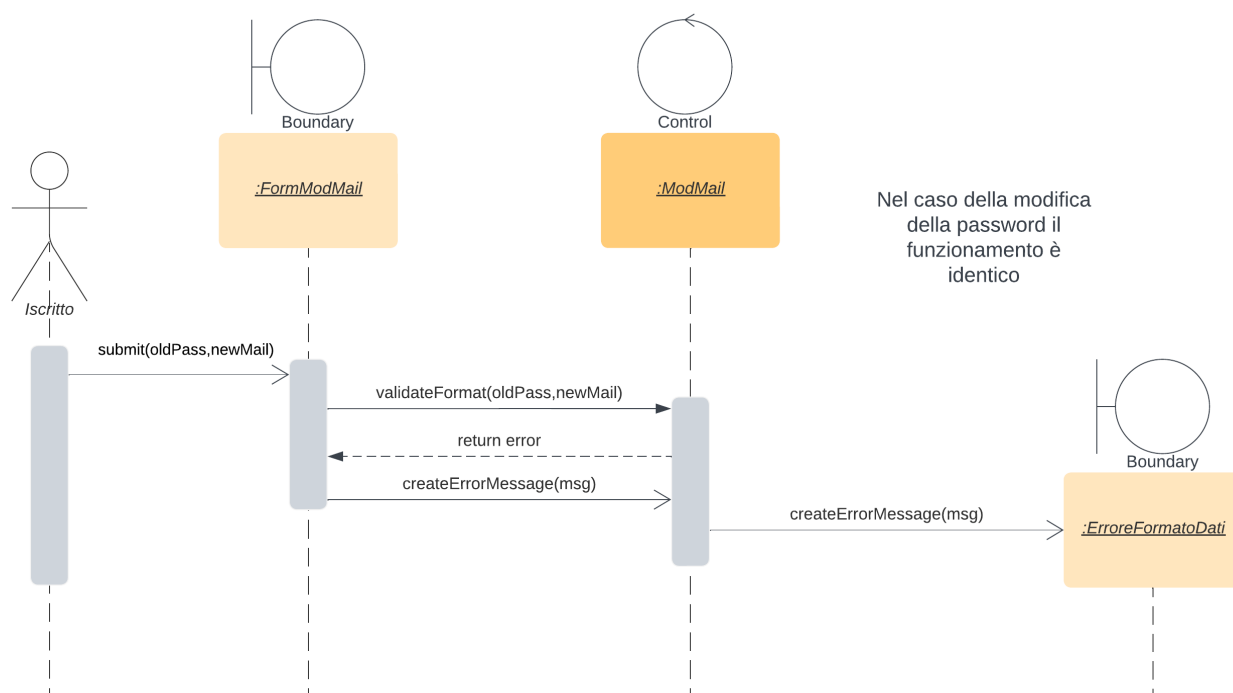 Boundary
Control
:FormModMail
:ModMail
Nel caso della modifica
della password il
funzionamento è
identico
Iscritto
submit(oldPass,newMail)
validateFormat(oldPass,newMail)
return error
createErrorMessage(msg)
createErrorMessage(msg)
Boundary
:ErroreFormatoDati